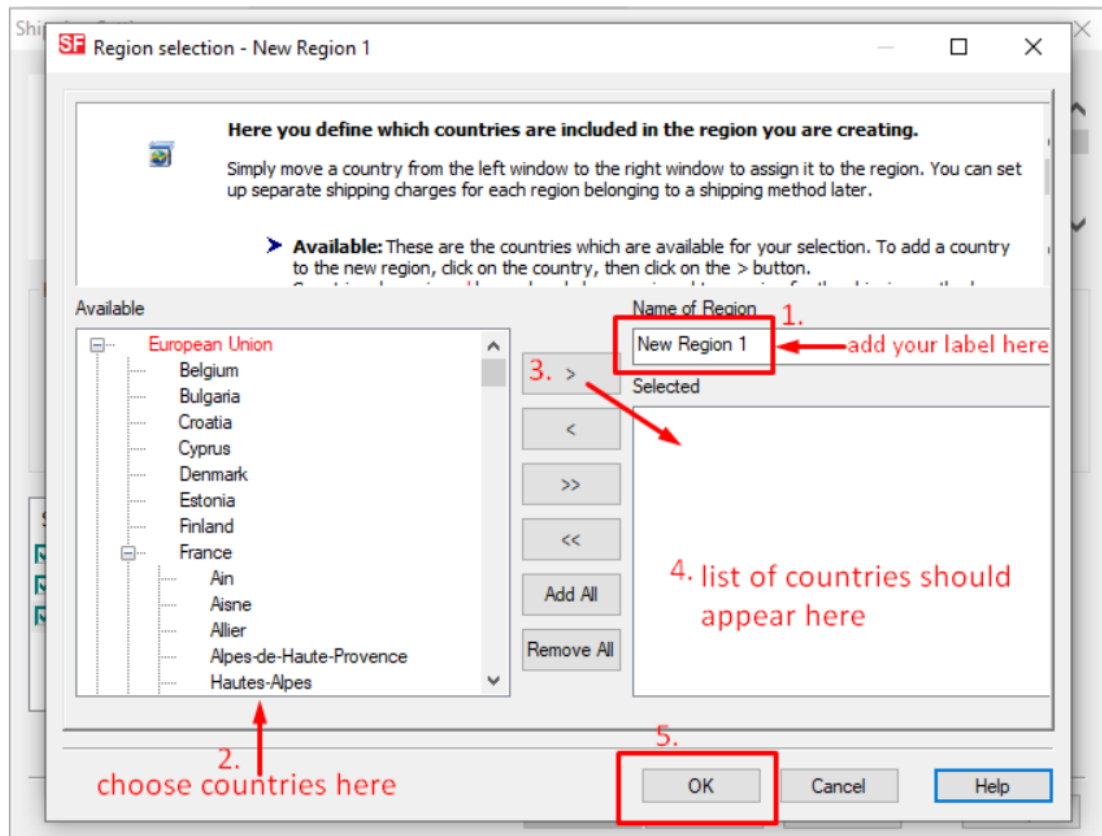 Shi
SF Region selection - New Region 1
Here you define which countries are included in the region you are creating.
Simply move a country from the left window to the right window to assign it to the region. You can set
up separate shipping charges for each region belonging to a shipping method later.
Available: These are the countries which are available for your selection. To add a country
to the new region, click on the country, then click on the > button.
Available
Name of Region
1.
New Region 1
add your label here
European Union
Belgium
Bulgaria
Croatia
Cyprus
Denmark
Estonia
Finland
France
Ain
Aisne
Allier
Alpes-de-Haute-Provence
Hautes-Alpes
3. >
<
>>
<<
Add All
Remove All
Selected
4. list of countries should
appear here
2.
choose countries here
5.
OK
Cancel
Help